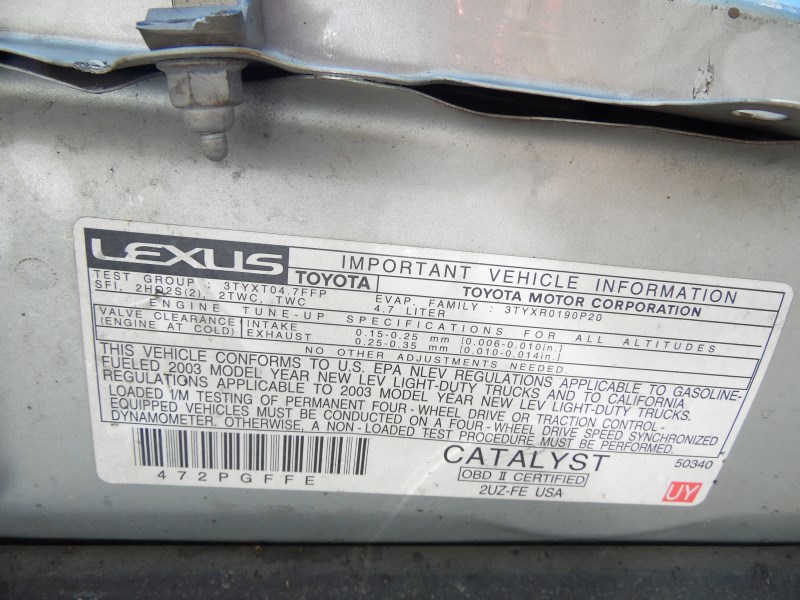 LEXUS TOYOTA IMPORTANT VEHICLE INFORMATION
TOYOTA MOTOR CORPORATION
TEST GROUP : 3TYXT04.7FFP EVAP. FAMILY : 3TYXR0190P20
SFI, 2HO2S(2), 2TWC, TWC 4.7 LITER
ENGINE TUNE-UP SPECIFICATIONS FOR ALL ALTITUDES
VALVE CLEARANCE INTAKE 0.15-0.25 mm [0.006-0.010in.]
(ENGINE AT COLD) EXHAUST 0.25-0.35 mm [0.010-0.014in.]
NO OTHER ADJUSTMENTS NEEDED.
THIS VEHICLE CONFORMS TO U.S. EPA NLEV REGULATIONS APPLICABLE TO GASOLINE-
FUELED 2003 MODEL YEAR NEW LEV LIGHT-DUTY TRUCKS AND TO CALIFORNIA
REGULATIONS APPLICABLE TO 2003 MODEL YEAR NEW LEV LIGHT-DUTY TRUCKS.
LOADED 1/M TESTING OF PERMANENT FOUR-WHEEL DRIVE OR TRACTION CONTROL-
EQUIPPED VEHICLES MUST BE CONDUCTED ON A FOUR-WHEEL DRIVE SPEED SYNCHRONIZED
DYNAMOMETER. OTHERWISE, A NON-LOADED TEST PROCEDURE MUST BE PERFORMED.
472PGFFE
CATALYST
OBD II CERTIFIED
2UZ-FE USA
50340
UY